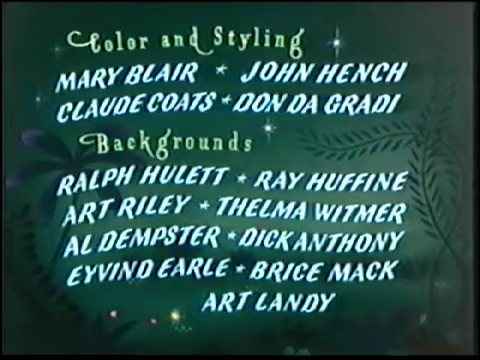 Color and Styling
MARY BLAIR * JOHN HENCH
CLAUDE COATS * DON DA GRADI
Backgrounds
RALPH HULETT * RAY HUFFINE
ART RILEY * THELMA WITMER
AL DEMPSTER * DICK ANTHONY
EYVIND EARLE * BRICE MACK
ART LANDY